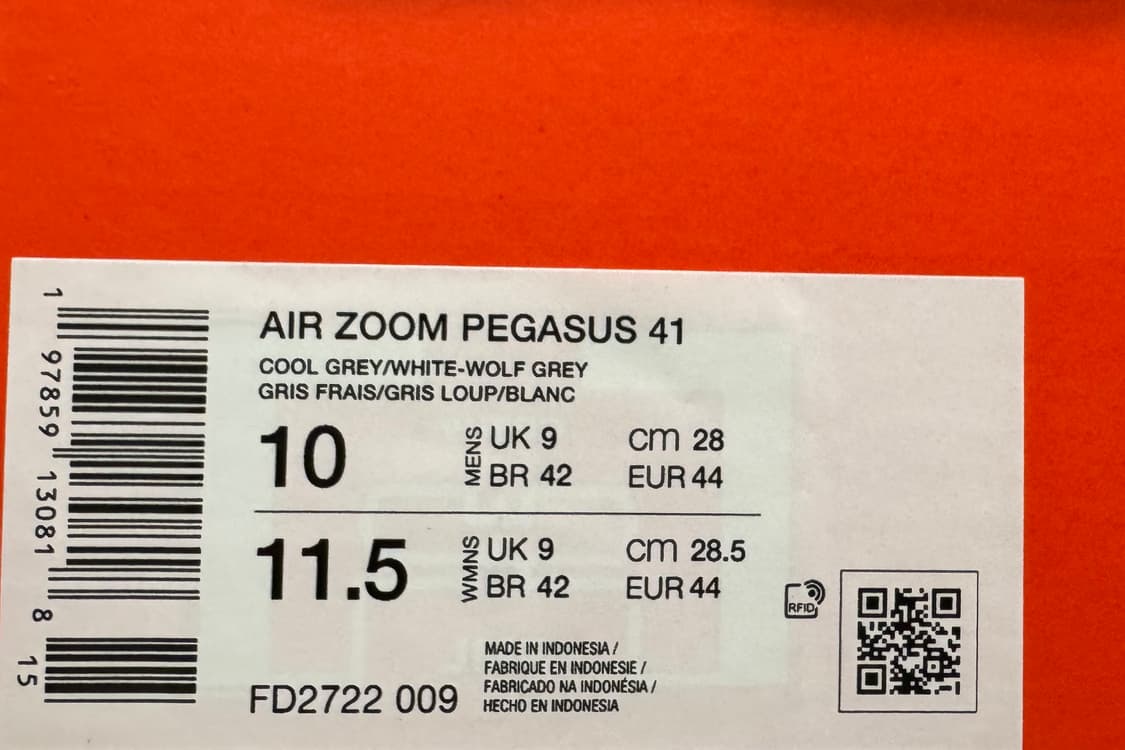 AIR ZOOM PEGASUS 41
COOL GREY/WHITE-WOLF GREY
GRIS FRAIS/GRIS LOUP/BLANC
10 MENS UK 9 cm 28
BR 42 EUR 44
11.5 WMNS UK 9 cm 28.5
BR 42 EUR 44
RFID
MADE IN INDONESIA /
FABRIQUE EN INDONESIE /
FABRICADO NA INDONÉSIA /
HECHO EN INDONESIA
FD2722 009
1 97859 13081 8
15